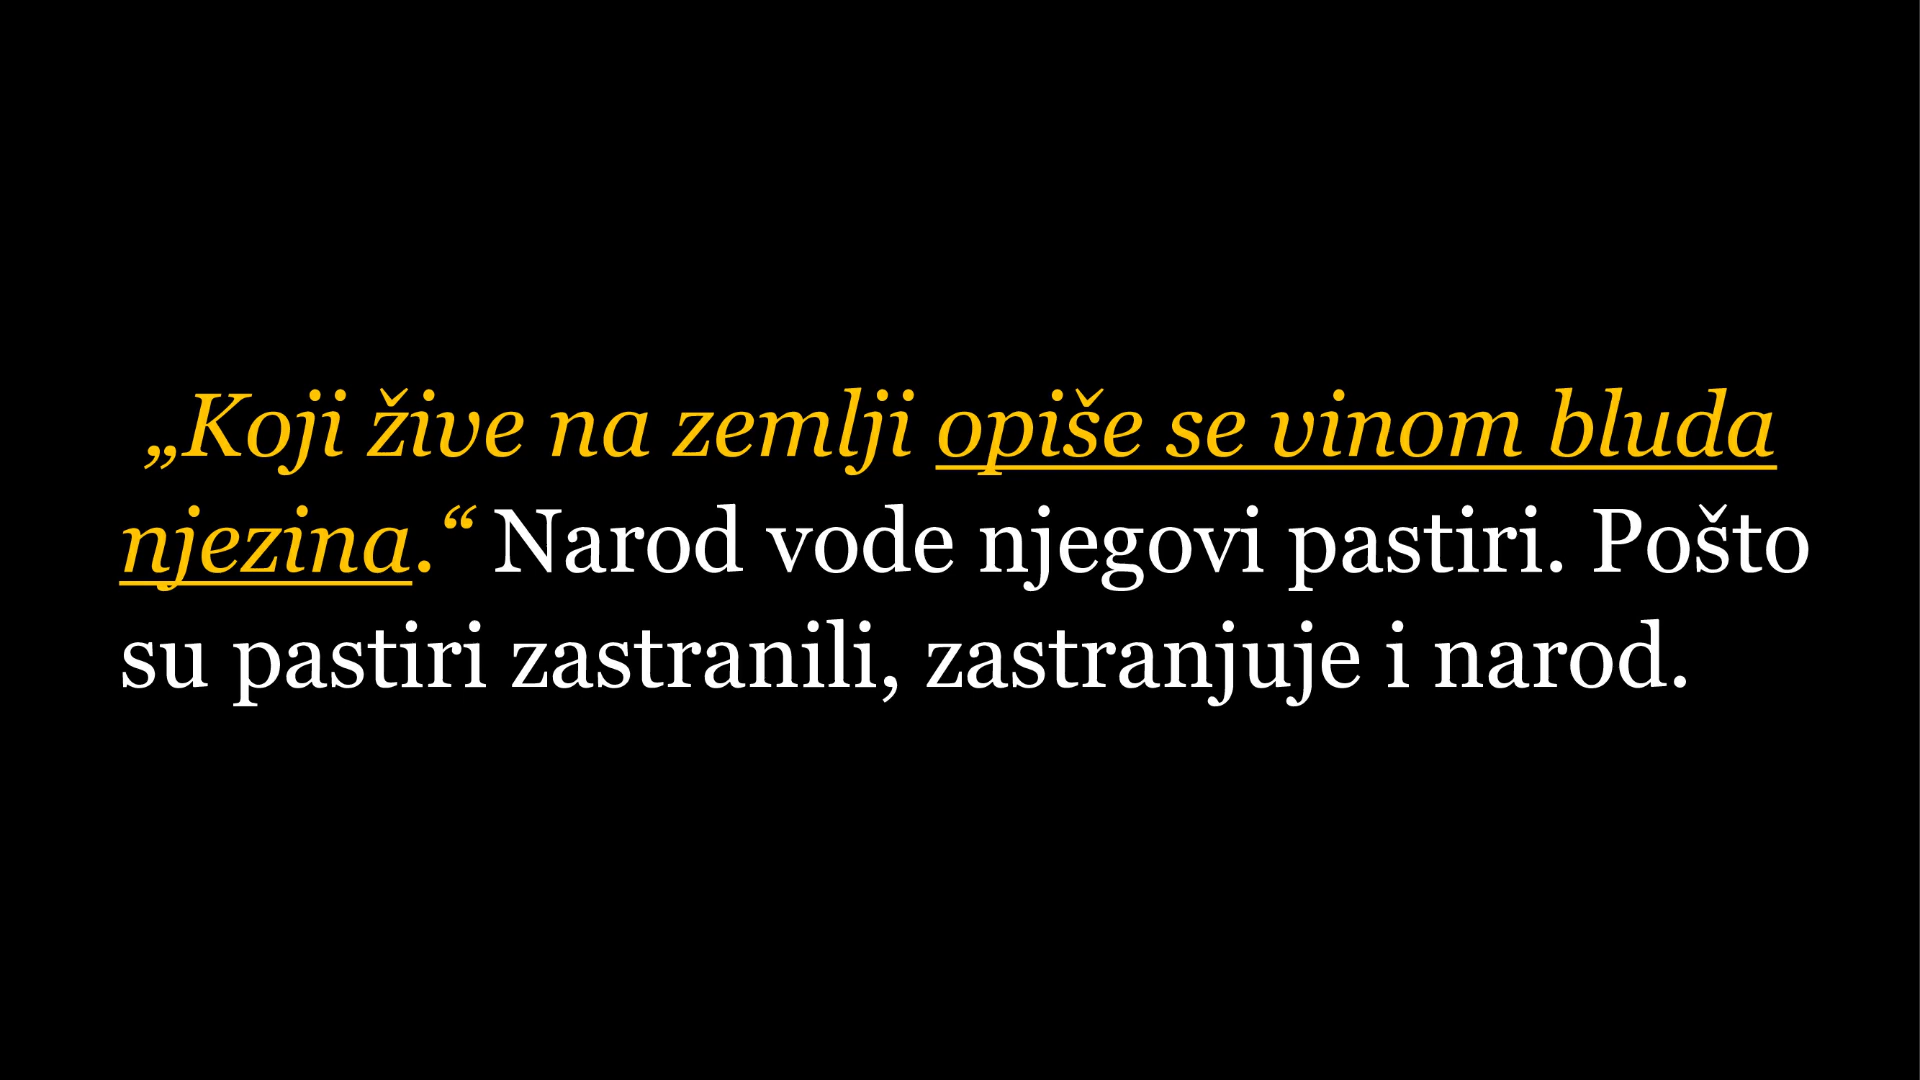 „Koji žive na zemlji opiše se vinom bluda
njezina.“ Narod vode njegovi pastiri. Pošto
su pastiri zastranili, zastranjuje i narod.